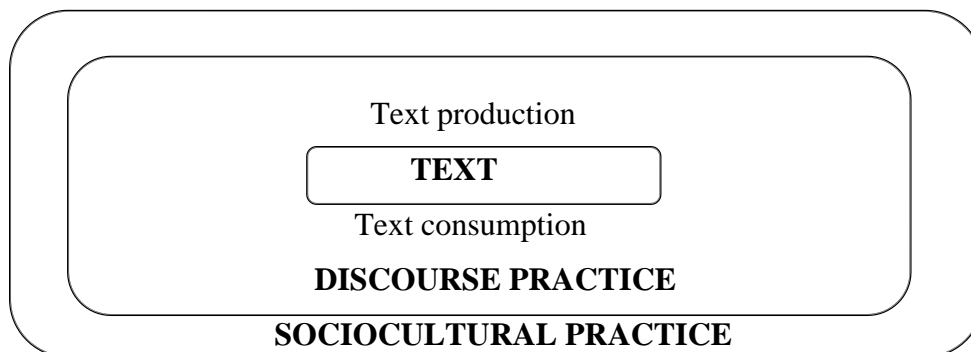 Text production
TEXT
Text consumption
DISCOURSE PRACTICE
SOCIOCULTURAL PRACTICE